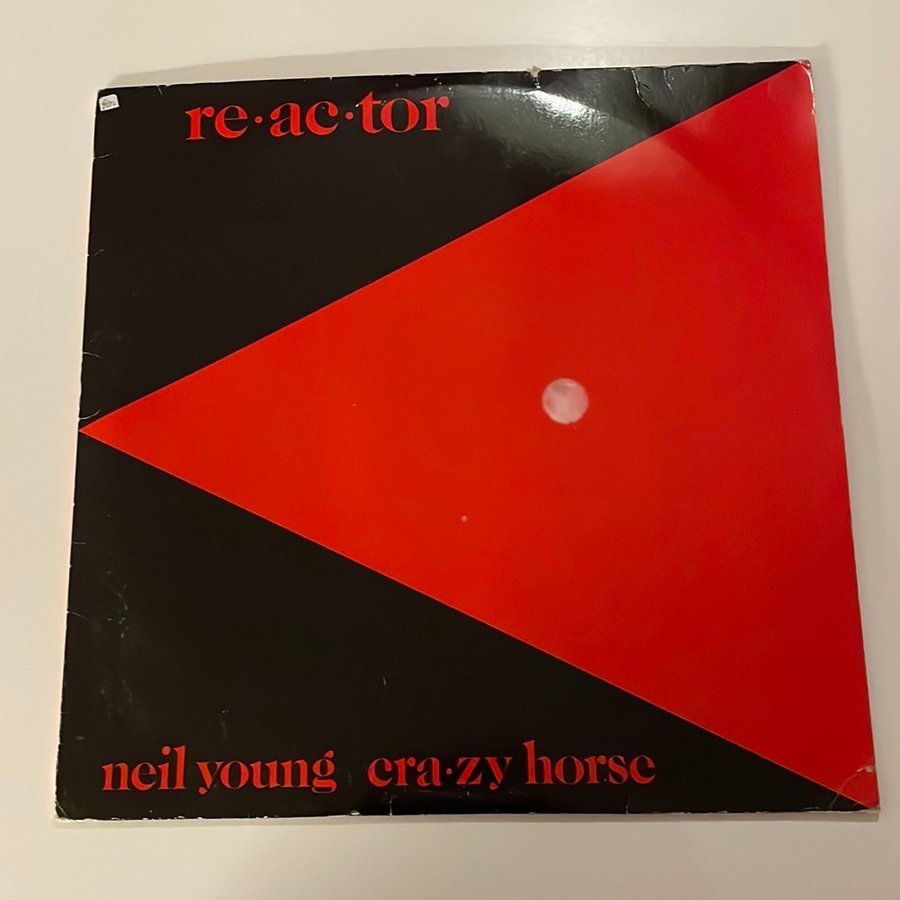 re·ac·tor
neil young cra·zy horse